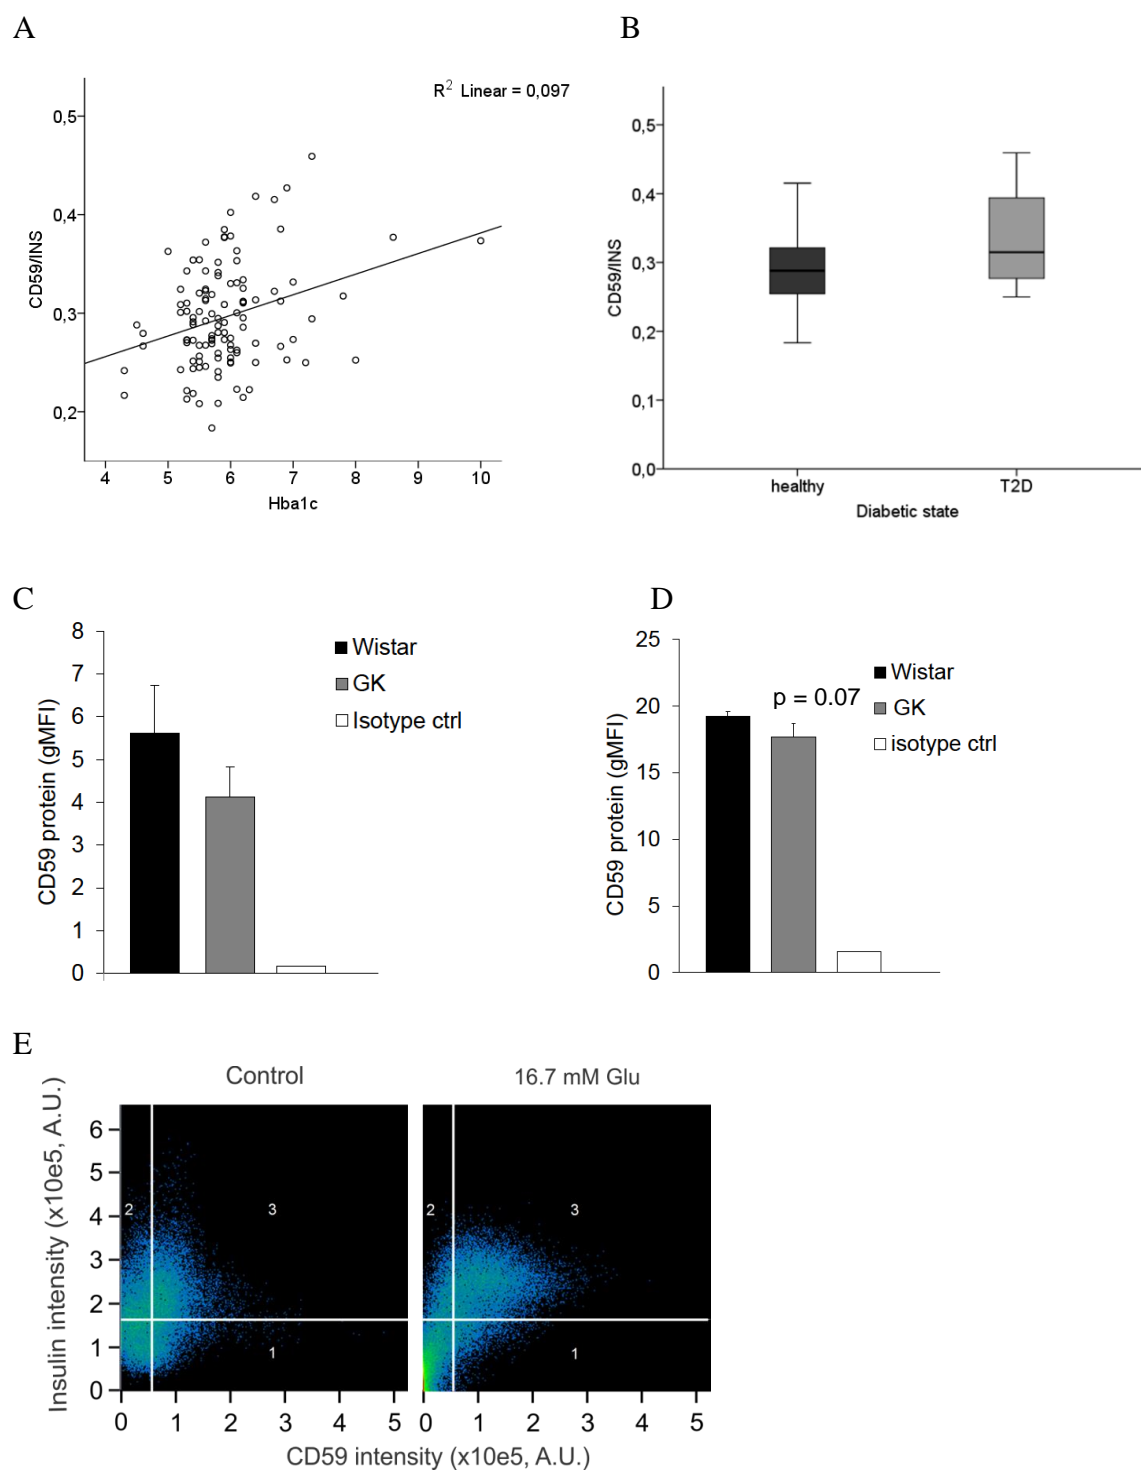 A
R² Linear = 0,097
0,5
0,4
0,3
0,2
CD59/INS
4 5 6 7 8 9 10
Hba1c
B
0,5
0,4
0,3
0,2
0,1
0,0
CD59/INS
healthy T2D
Diabetic state
C
8
7
6
5
4
3
2
1
0
CD59 protein (gMFI)
Wistar
GK
Isotype ctrl
D
25
20
15
10
5
0
CD59 protein (gMFI)
p = 0.07
Wistar
GK
isotype ctrl
E
Control
16.7 mM Glu
Insulin intensity (x10e5, A.U.)
6
5
4
3
2
1
0
2 3
1
2 3
1
0 1 2 3 4 5
0 1 2 3 4 5
CD59 intensity (x10e5, A.U.)